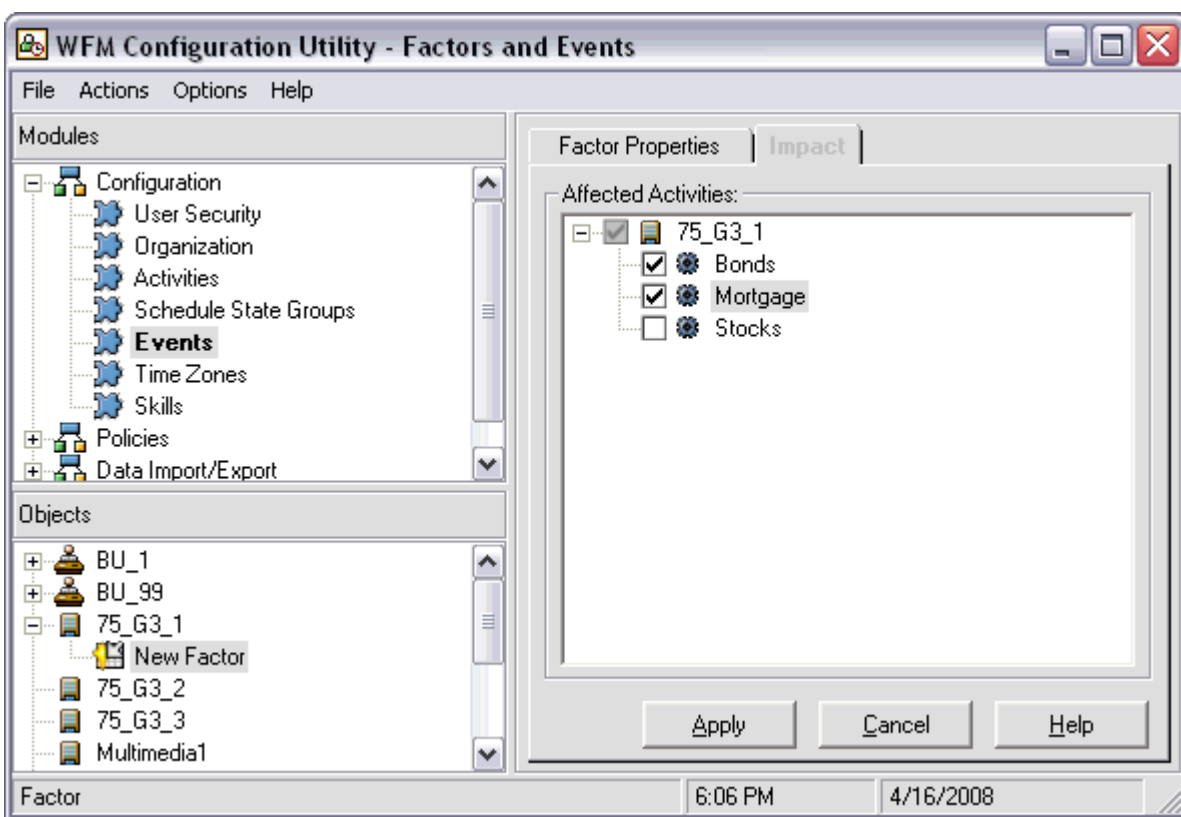 WFM Configuration Utility - Factors and Events
File Actions Options Help
Modules
Configuration
User Security
Organization
Activities
Schedule State Groups
Events
Time Zones
Skills
Policies
Data Import/Export
Objects
BU_1
BU_99
75_G3_1
New Factor
75_G3_2
75_G3_3
Multimedia1
Factor Properties Impact
Affected Activities:
75_G3_1
Bonds
Mortgage
Stocks
Apply Cancel Help
Factor 6:06 PM 4/16/2008